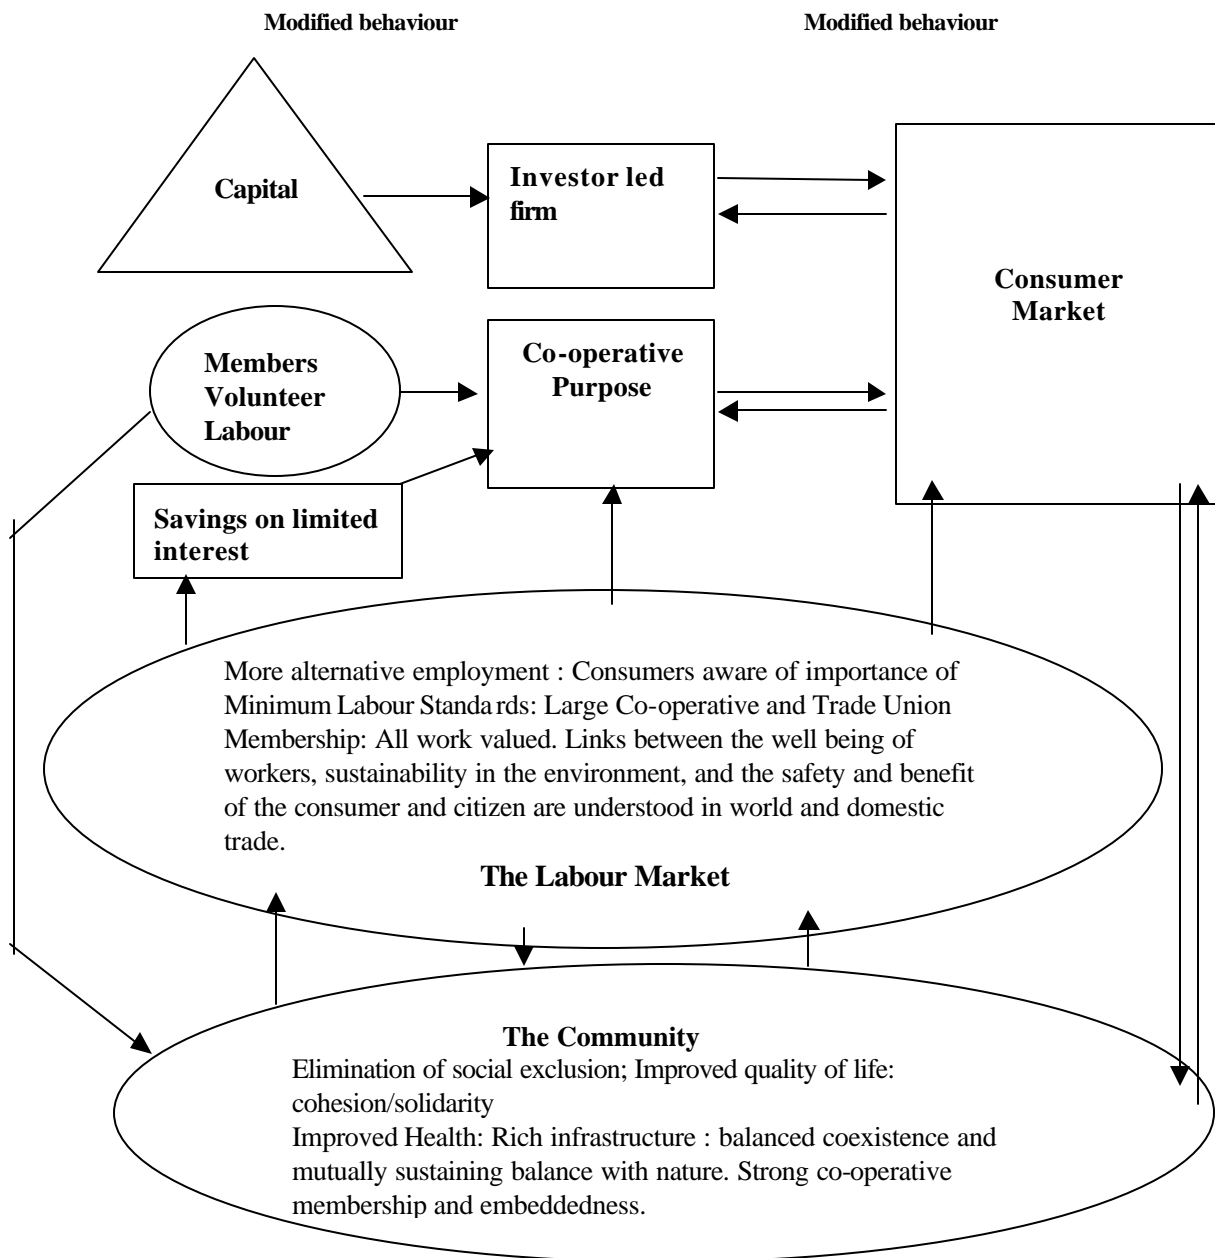 Modified behaviour
Modified behaviour
Capital
Investor led
firm
Consumer
Market
Co-operative
Purpose
Members
Volunteer
Labour
Savings on limited
interest
More alternative employment : Consumers aware of importance of
Minimum Labour Standa rds: Large Co-operative and Trade Union
Membership: All work valued. Links between the well being of
workers, sustainability in the environment, and the safety and benefit
of the consumer and citizen are understood in world and domestic
trade.
The Labour Market
The Community
Elimination of social exclusion; Improved quality of life:
cohesion/solidarity
Improved Health: Rich infrastructure : balanced coexistence and
mutually sustaining balance with nature. Strong co-operative
membership and embeddedness.